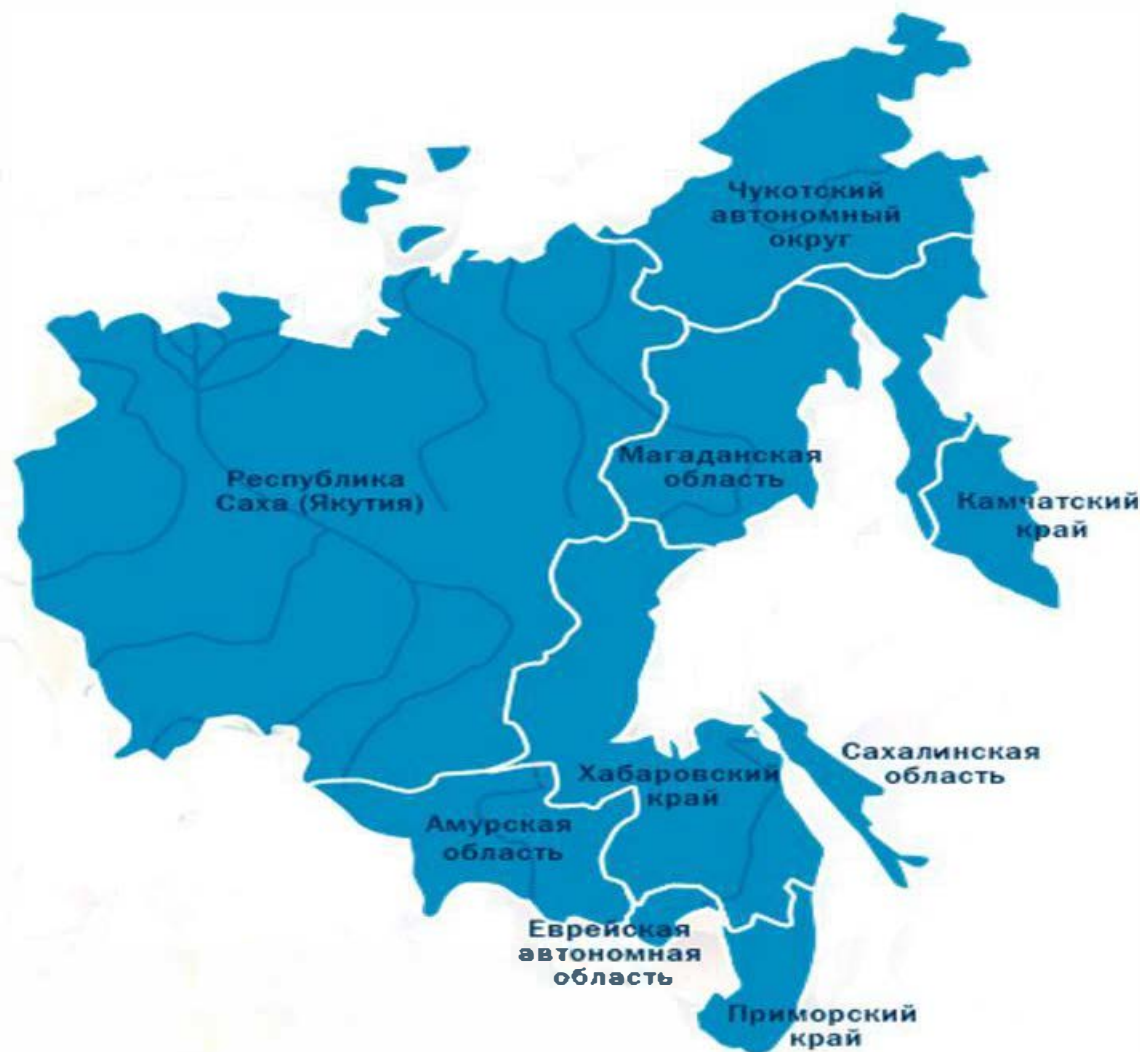 Чукотский
автономный
округ
Магаданская
область
Республика
Саха (Якутия)
Камчатский
край
Сахалинская
область
Хабаровский
край
Амурская
область
Еврейская
автономная
область
Приморский
край